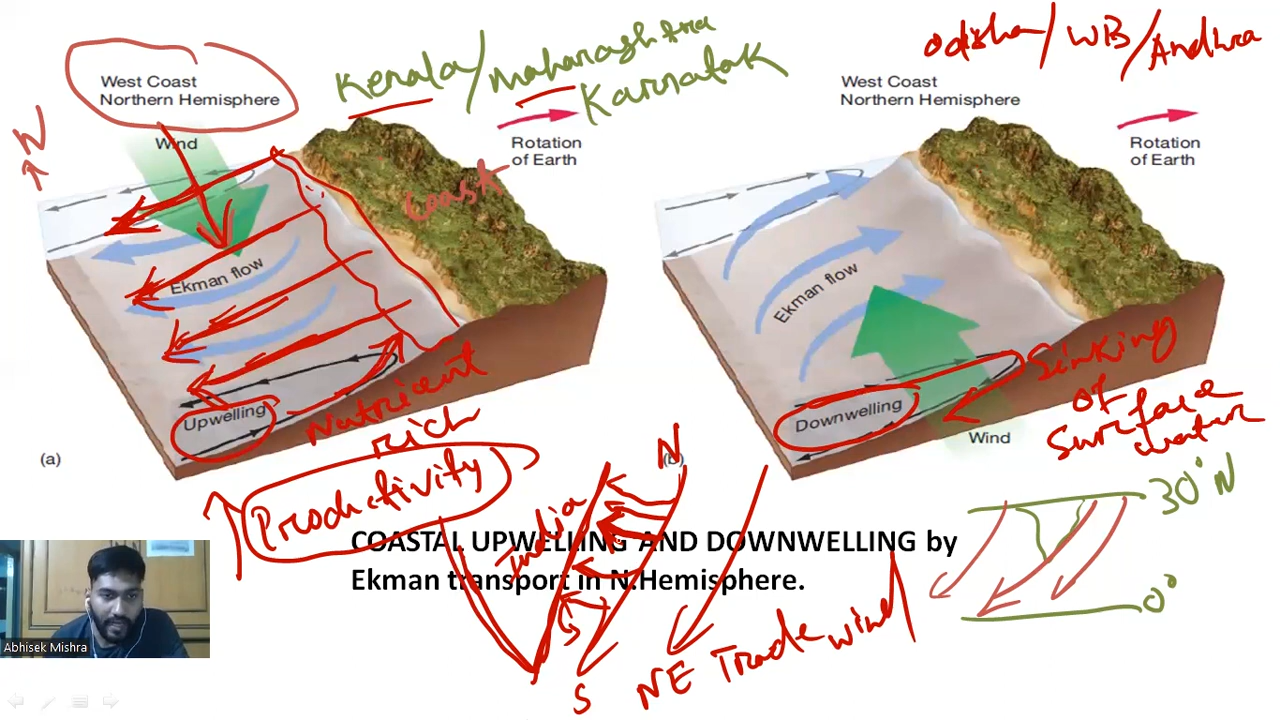 Kerala/Maharashtra
Karnatak
Odisha/WB/Andhra
West Coast
Northern Hemisphere
N
Wind
Rotation
of Earth
Coast
Ekman flow
Upwelling
Nutrient
rich
(a)
Productivity
West Coast
Northern Hemisphere
Rotation
of Earth
Ekman flow
Downwelling
Wind
Sinking
of
Surface
water
(b)
N
India
S
NE Trade wind
30° N
0°
COASTAL UPWELLING AND DOWNWELLING by
Ekman transport in N.Hemisphere.
Abhisek Mishra